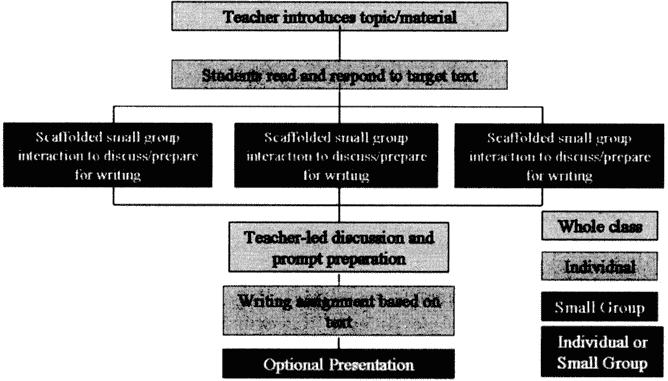 Teacher introduces topic/material
Students read and respond to target text
Scaffolded small group
interaction to discuss/prepare
for writing
Scaffolded small group
interaction to discuss/prepare
for writing
Scaffolded small group
interaction to discuss/prepare
for writing
Teacher-led discussion and
prompt preparation
Writing assignment based on
text
Optional Presentation
Whole class
Individual
Small Group
Individual or
Small Group